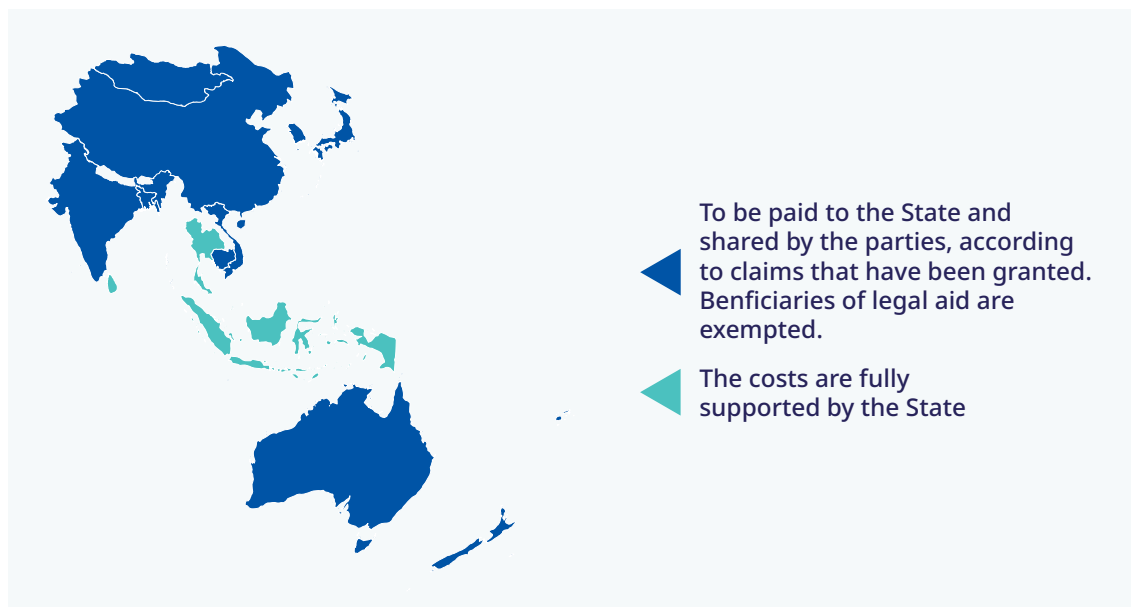 To be paid to the State and
shared by the parties, according
to claims that have been granted.
Benficiaries of legal aid are
exempted.
The costs are fully
supported by the State